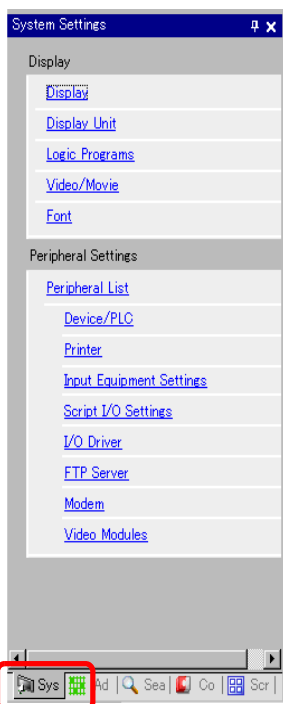 System Settings
Display
Display
Display Unit
Logic Programs
Video/Movie
Font
Peripheral Settings
Peripheral List
Device/PLC
Printer
Input Equipment Settings
Script I/O Settings
I/O Driver
FTP Server
Modem
Video Modules
Sys Ad Sea Co Scr